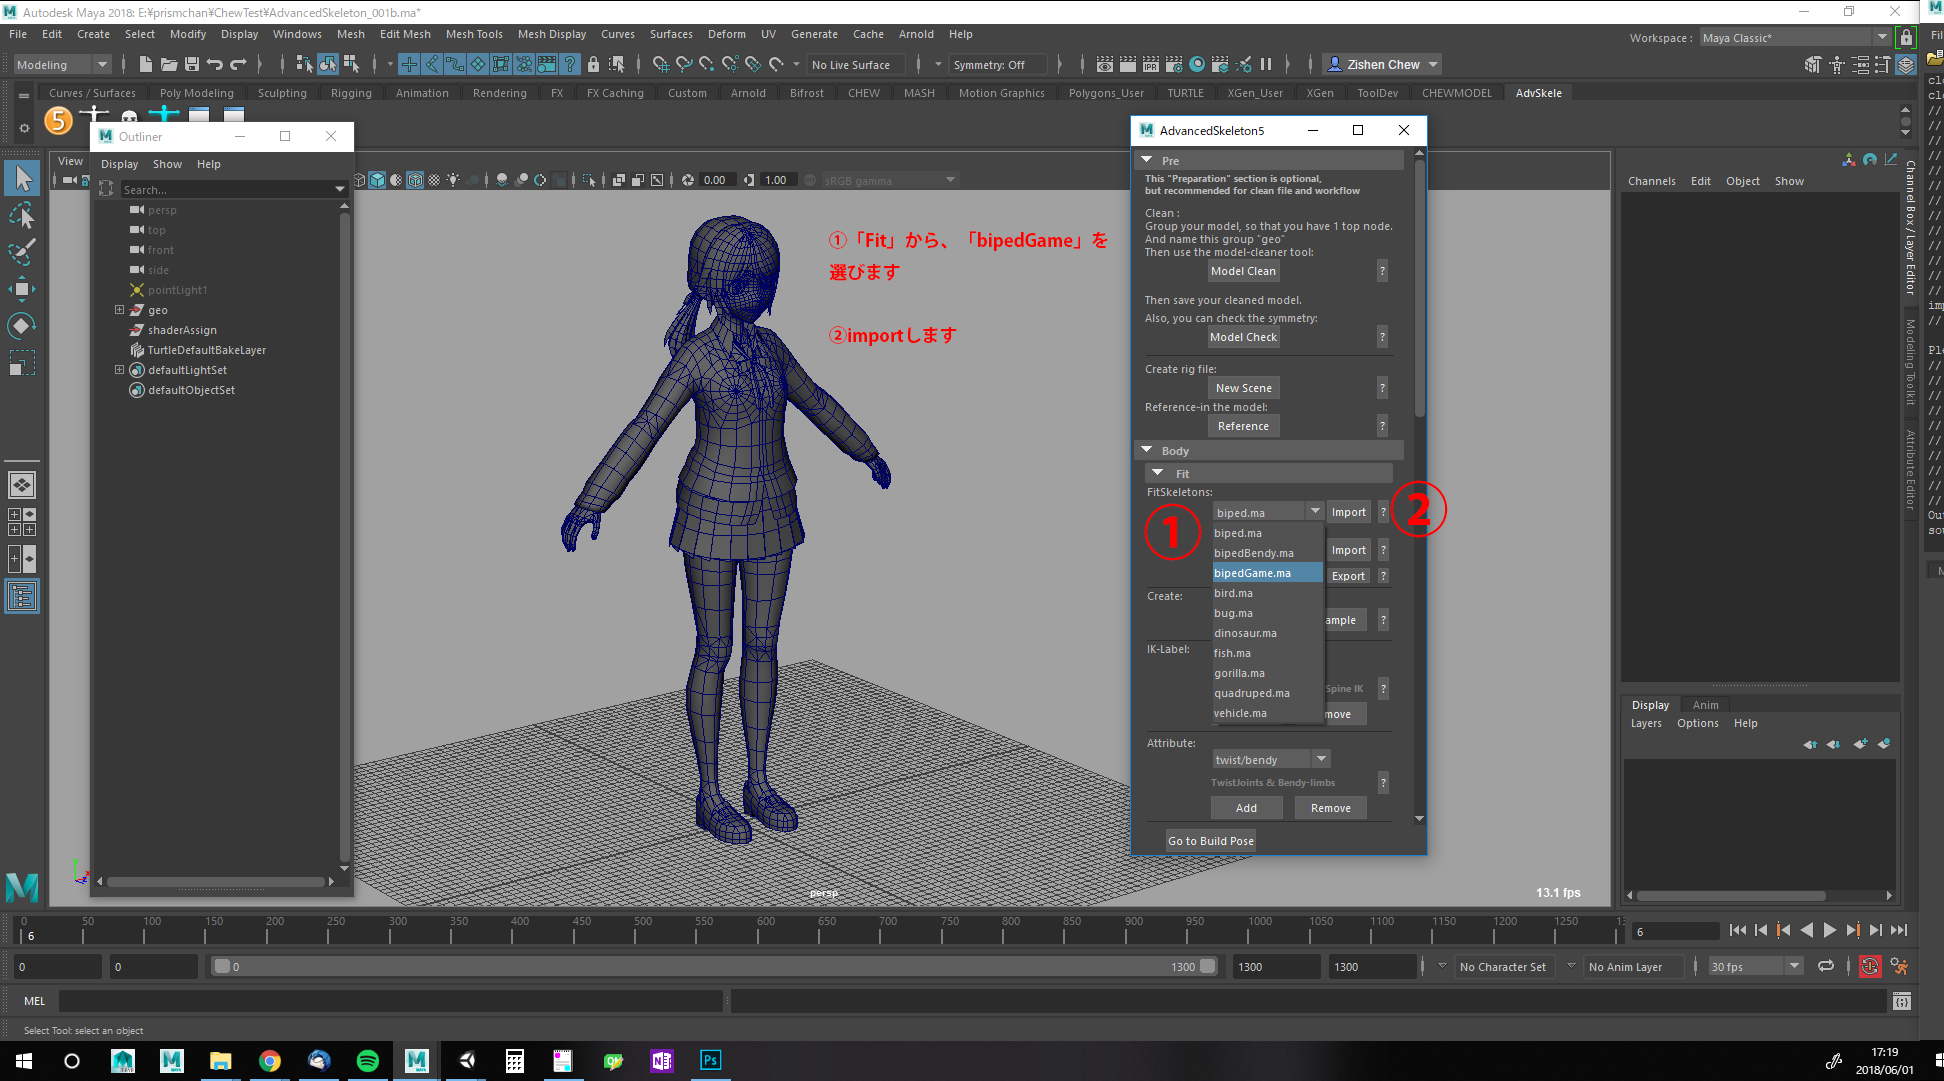 Autodesk Maya 2018: E:¥prismchan¥ChewTest¥AdvancedSkeleton_001b.ma*
File Edit Create Select Modify Display Windows Mesh Edit Mesh Mesh Tools Mesh Display Curves Surfaces Deform UV Generate Cache Arnold Help
Workspace : Maya Classic*
Modeling
No Live Surface
Symmetry: Off
Zishen Chew
Curves / Surfaces Poly Modeling Sculpting Rigging Animation Rendering FX FX Caching Custom Arnold Bifrost CHEW MASH Motion Graphics Polygons_User TURTLE XGen_User XGen ToolDev CHEWMODEL AdvSkele
Outliner
Display Show Help
Search...
persp
top
front
side
pointLight1
geo
shaderAssign
TurtleDefaultBakeLayer
defaultLightSet
defaultObjectSet
View
0.00 1.00 sRGB gamma
①「Fit」から、「bipedGame」を
選びます
②importします
persp
13.1 fps
AdvancedSkeleton5
Pre
This "Preparation" section is optional,
but recommended for clean file and workflow
Clean :
Group your model, so that you have 1 top node.
And name this group "geo"
Then use the model-cleaner tool:
Model Clean ?
Then save your cleaned model.
Also, you can check the symmetry:
Model Check ?
Create rig file:
New Scene ?
Reference-in the model:
Reference ?
Body
Fit
FitSkeletons:
① biped.ma Import ? ②
biped.ma
bipedBendy.ma Import ?
bipedGame.ma Export ?
bird.ma
Create:
bug.ma ample ?
dinosaur.ma
IK-Label:
fish.ma
gorilla.ma
quadruped.ma Spine IK ?
vehicle.ma move
Attribute:
twist/bendy
TwistJoints & Bendy-limbs ?
Add Remove
Go to Build Pose
Channels Edit Object Show
Channel Box / Layer Editor
Modeling Toolkit
Attribute Editor
Display Anim
Layers Options Help
0 50 100 150 200 250 300 350 400 450 500 550 600 650 700 750 800 850 900 950 1000 1050 1100 1150 1200 1250
6
6
0 0 0 1300 1300 1300 No Character Set No Anim Layer 30 fps
MEL
Select Tool: select an object
17:19
2018/06/01